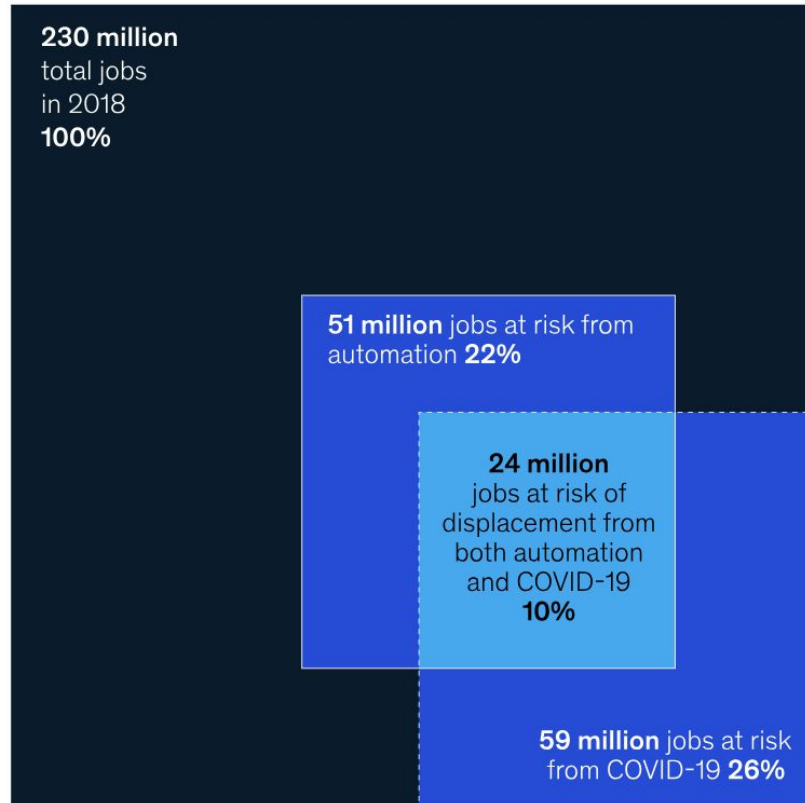 230 million
total jobs
in 2018
100%
51 million jobs at risk from
automation 22%
24 million
jobs at risk of
displacement from
both automation
and COVID-19
10%
59 million jobs at risk
from COVID-19 26%